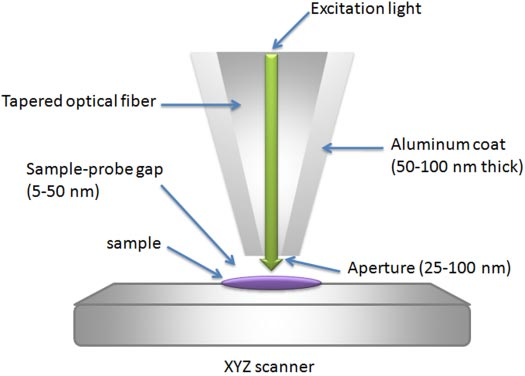 Excitation light
Tapered optical fiber
Aluminum coat
(50-100 nm thick)
Sample-probe gap
(5-50 nm)
sample
Aperture (25-100 nm)
XYZ scanner